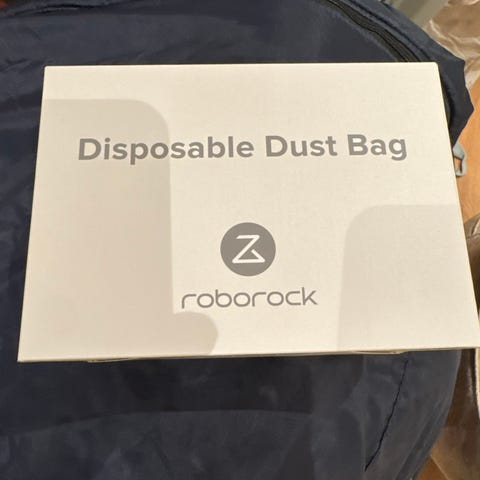 Disposable Dust Bag
roborock